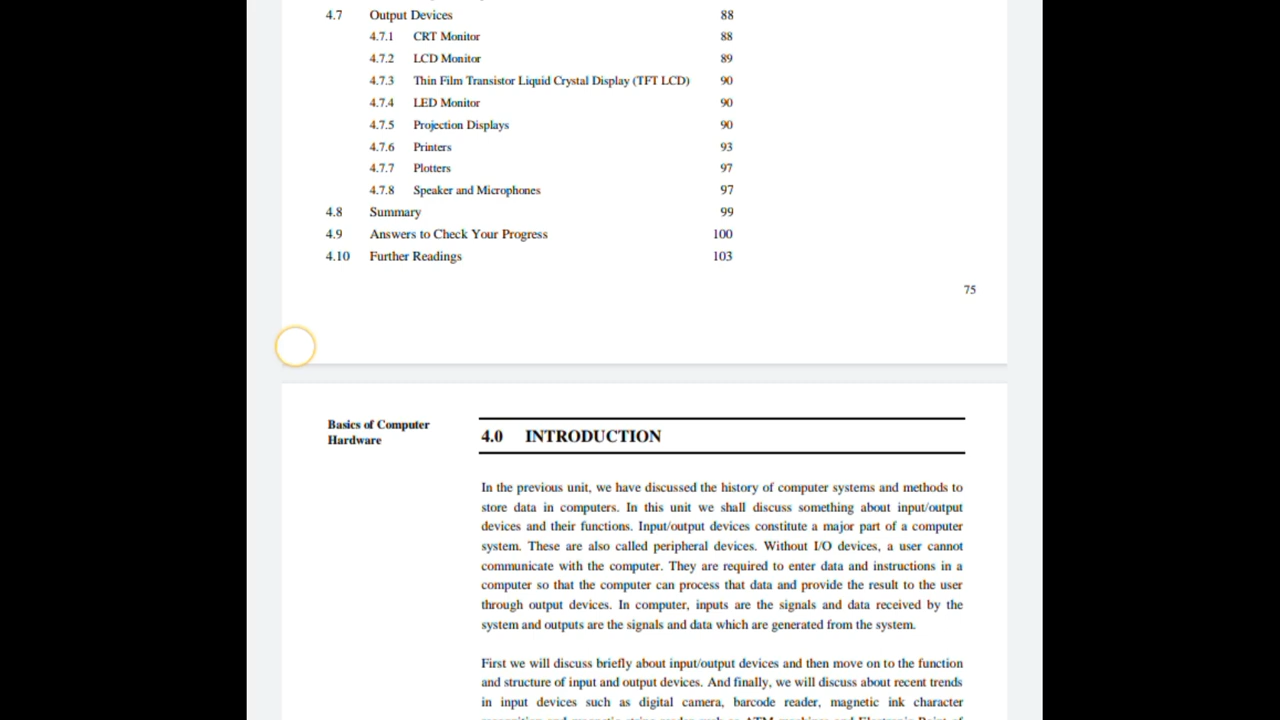 4.7 Output Devices 88
4.7.1 CRT Monitor 88
4.7.2 LCD Monitor 89
4.7.3 Thin Film Transistor Liquid Crystal Display (TFT LCD) 90
4.7.4 LED Monitor 90
4.7.5 Projection Displays 90
4.7.6 Printers 93
4.7.7 Plotters 97
4.7.8 Speaker and Microphones 97
4.8 Summary 99
4.9 Answers to Check Your Progress 100
4.10 Further Readings 103
75
Basics of Computer
Hardware
4.0 INTRODUCTION
In the previous unit, we have discussed the history of computer systems and methods to
store data in computers. In this unit we shall discuss something about input/output
devices and their functions. Input/output devices constitute a major part of a computer
system. These are also called peripheral devices. Without I/O devices, a user cannot
communicate with the computer. They are required to enter data and instructions in a
computer so that the computer can process that data and provide the result to the user
through output devices. In computer, inputs are the signals and data received by the
system and outputs are the signals and data which are generated from the system.
First we will discuss briefly about input/output devices and then move on to the function
and structure of input and output devices. And finally, we will discuss about recent trends
in input devices such as digital camera, barcode reader, magnetic ink character